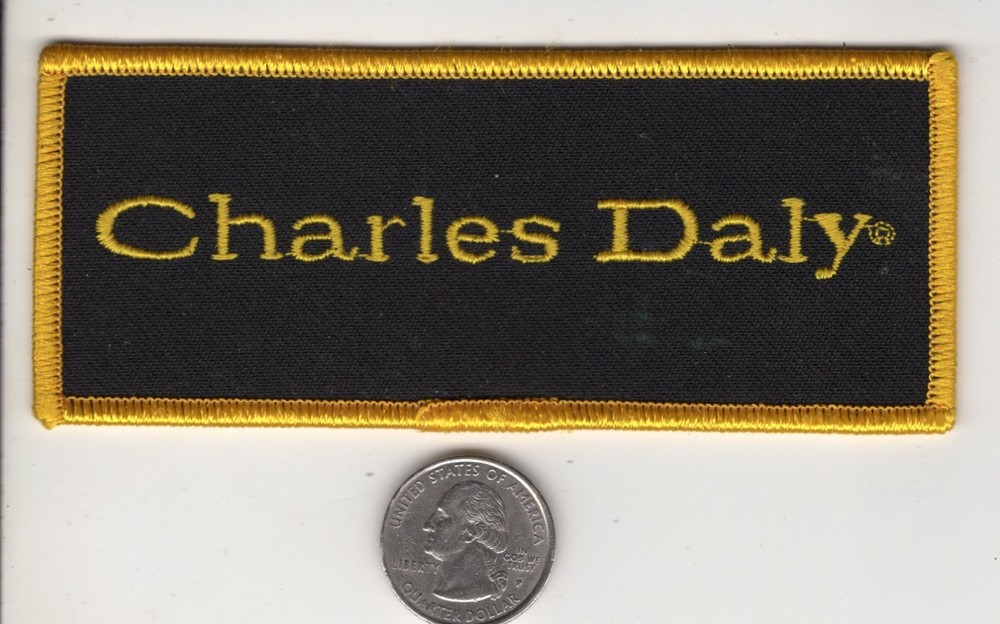 Charles Daly®
UNITED STATES OF AMERICA
LIBERTY
IN
GOD WE
TRUST
P
QUARTER DOLLAR